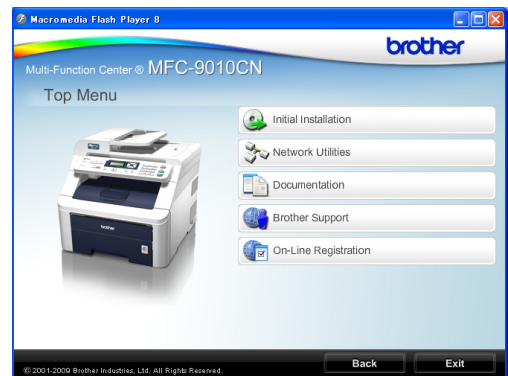 Macromedia Flash Player 8
brother
Multi-Function Center ® MFC-9010CN
Top Menu
Initial Installation
Network Utilities
Documentation
Brother Support
On-Line Registration
brother
© 2001-2009 Brother Industries, Ltd. All Rights Reserved.
Back
Exit